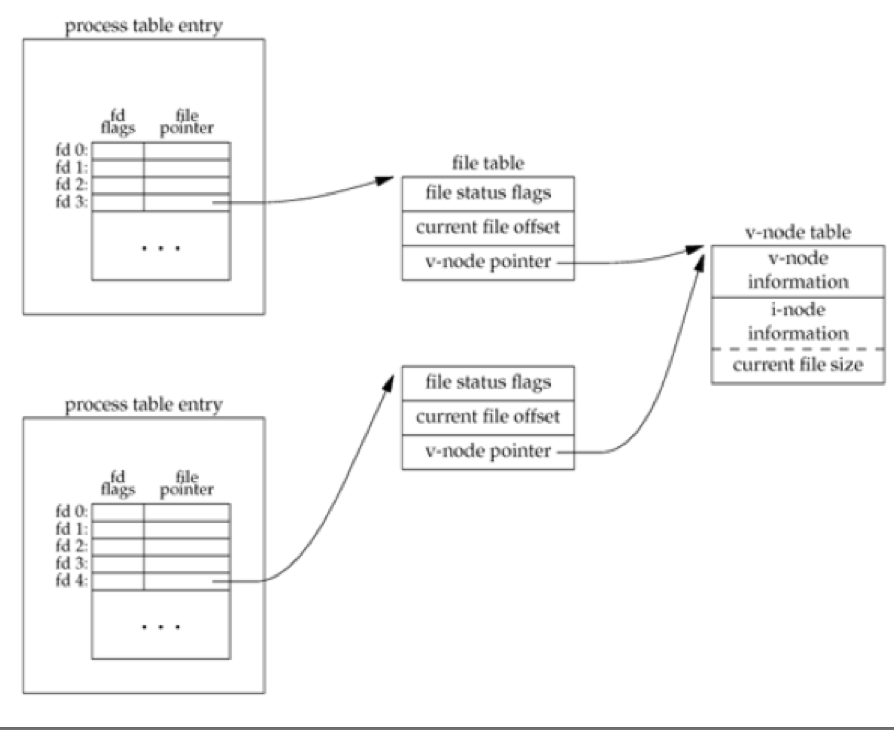 process table entry
fd flags
file pointer
fd 0:
fd 1:
fd 2:
fd 3:
. . .
file table
file status flags
current file offset
v-node pointer
v-node table
v-node
information
i-node
information
current file size
process table entry
fd flags
file pointer
fd 0:
fd 1:
fd 2:
fd 3:
fd 4:
. . .
file status flags
current file offset
v-node pointer